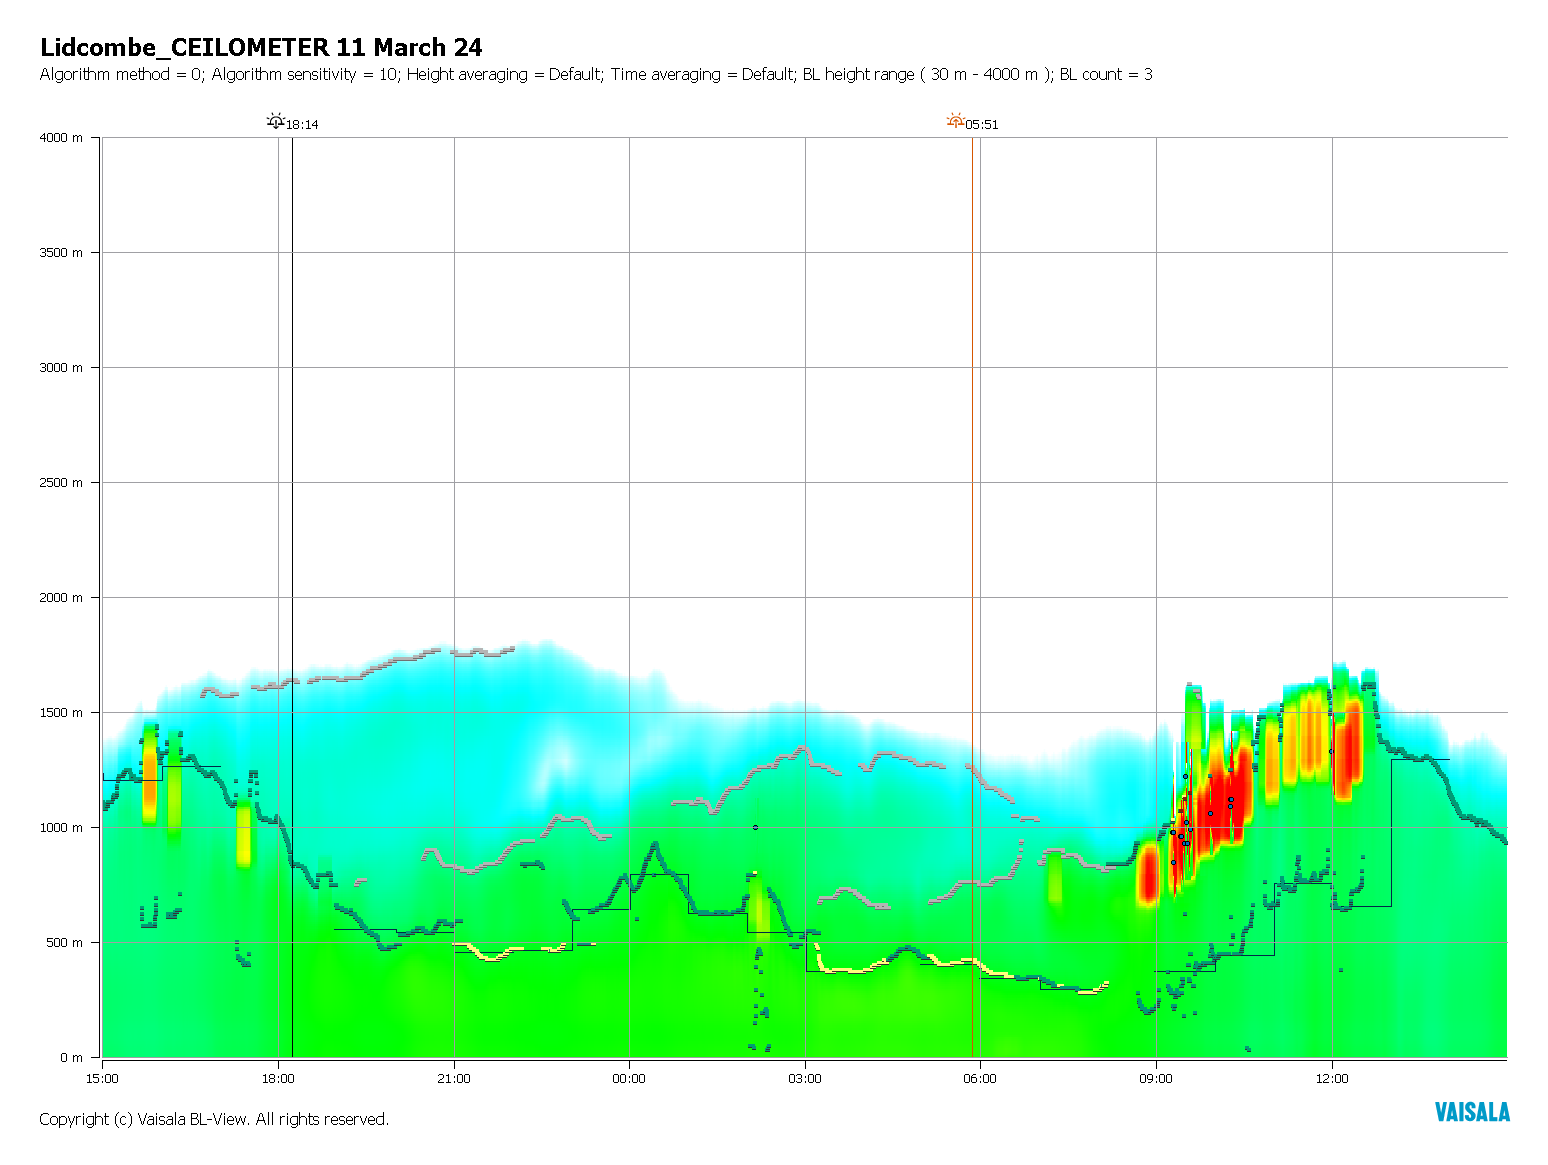 Lidcombe_CEILOMETER 11 March 24
Algorithm method = 0; Algorithm sensitivity = 10; Height averaging = Default; Time averaging = Default; BL height range ( 30 m - 4000 m ); BL count = 3
18:14
05:51
4000 m
3500 m
3000 m
2500 m
2000 m
1500 m
1000 m
500 m
0 m
15:00
18:00
21:00
00:00
03:00
06:00
09:00
12:00
Copyright (c) Vaisala BL-View. All rights reserved.
VAISALA